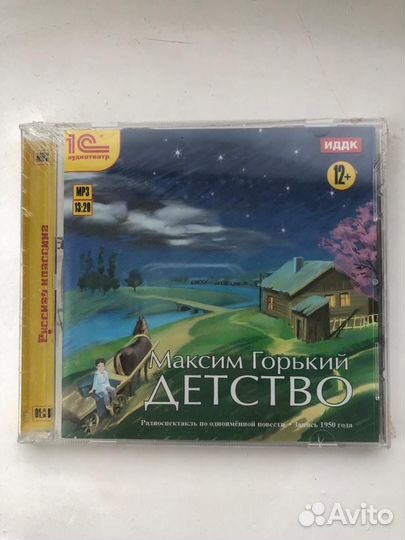 1С
аудиотеатр
ИДДК
MP3
13:20
12+
Русская классика
Максим Горький
ДЕТСТВО
Радиоспектакль по одноимённой повести • запись 1950 года
Avito